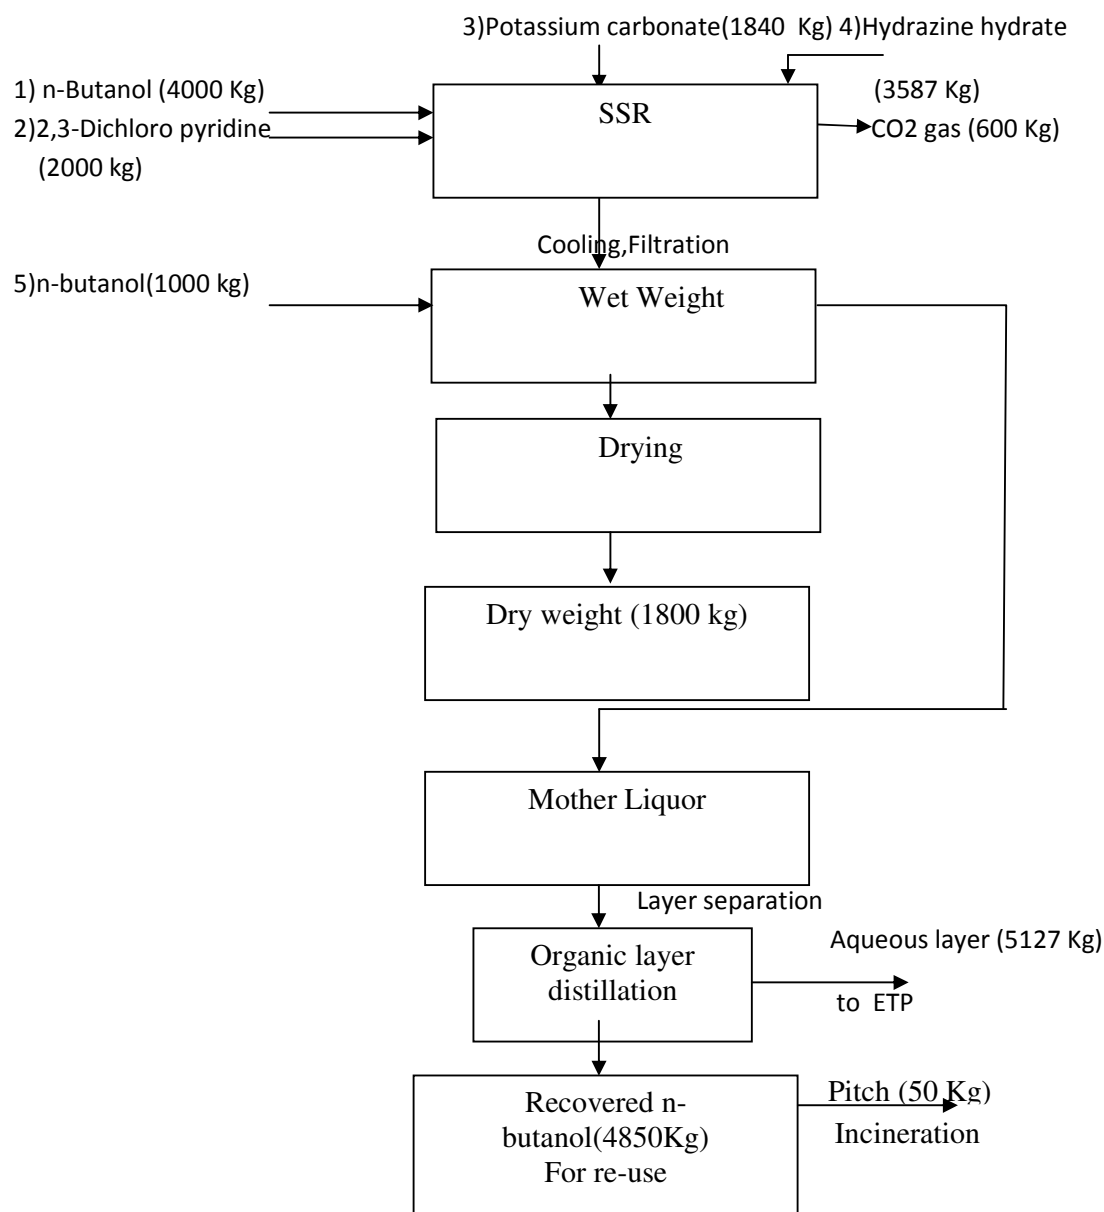 3)Potassium carbonate(1840 Kg) 4)Hydrazine hydrate
(3587 Kg)
1) n-Butanol (4000 Kg)
2)2,3-Dichloro pyridine
(2000 kg)
SSR
CO2 gas (600 Kg)
Cooling,Filtration
5)n-butanol(1000 kg)
Wet Weight
Drying
Dry weight (1800 kg)
Mother Liquor
Layer separation
Organic layer
distillation
Aqueous layer (5127 Kg)
to ETP
Recovered n-
butanol(4850Kg)
For re-use
Pitch (50 Kg)
Incineration